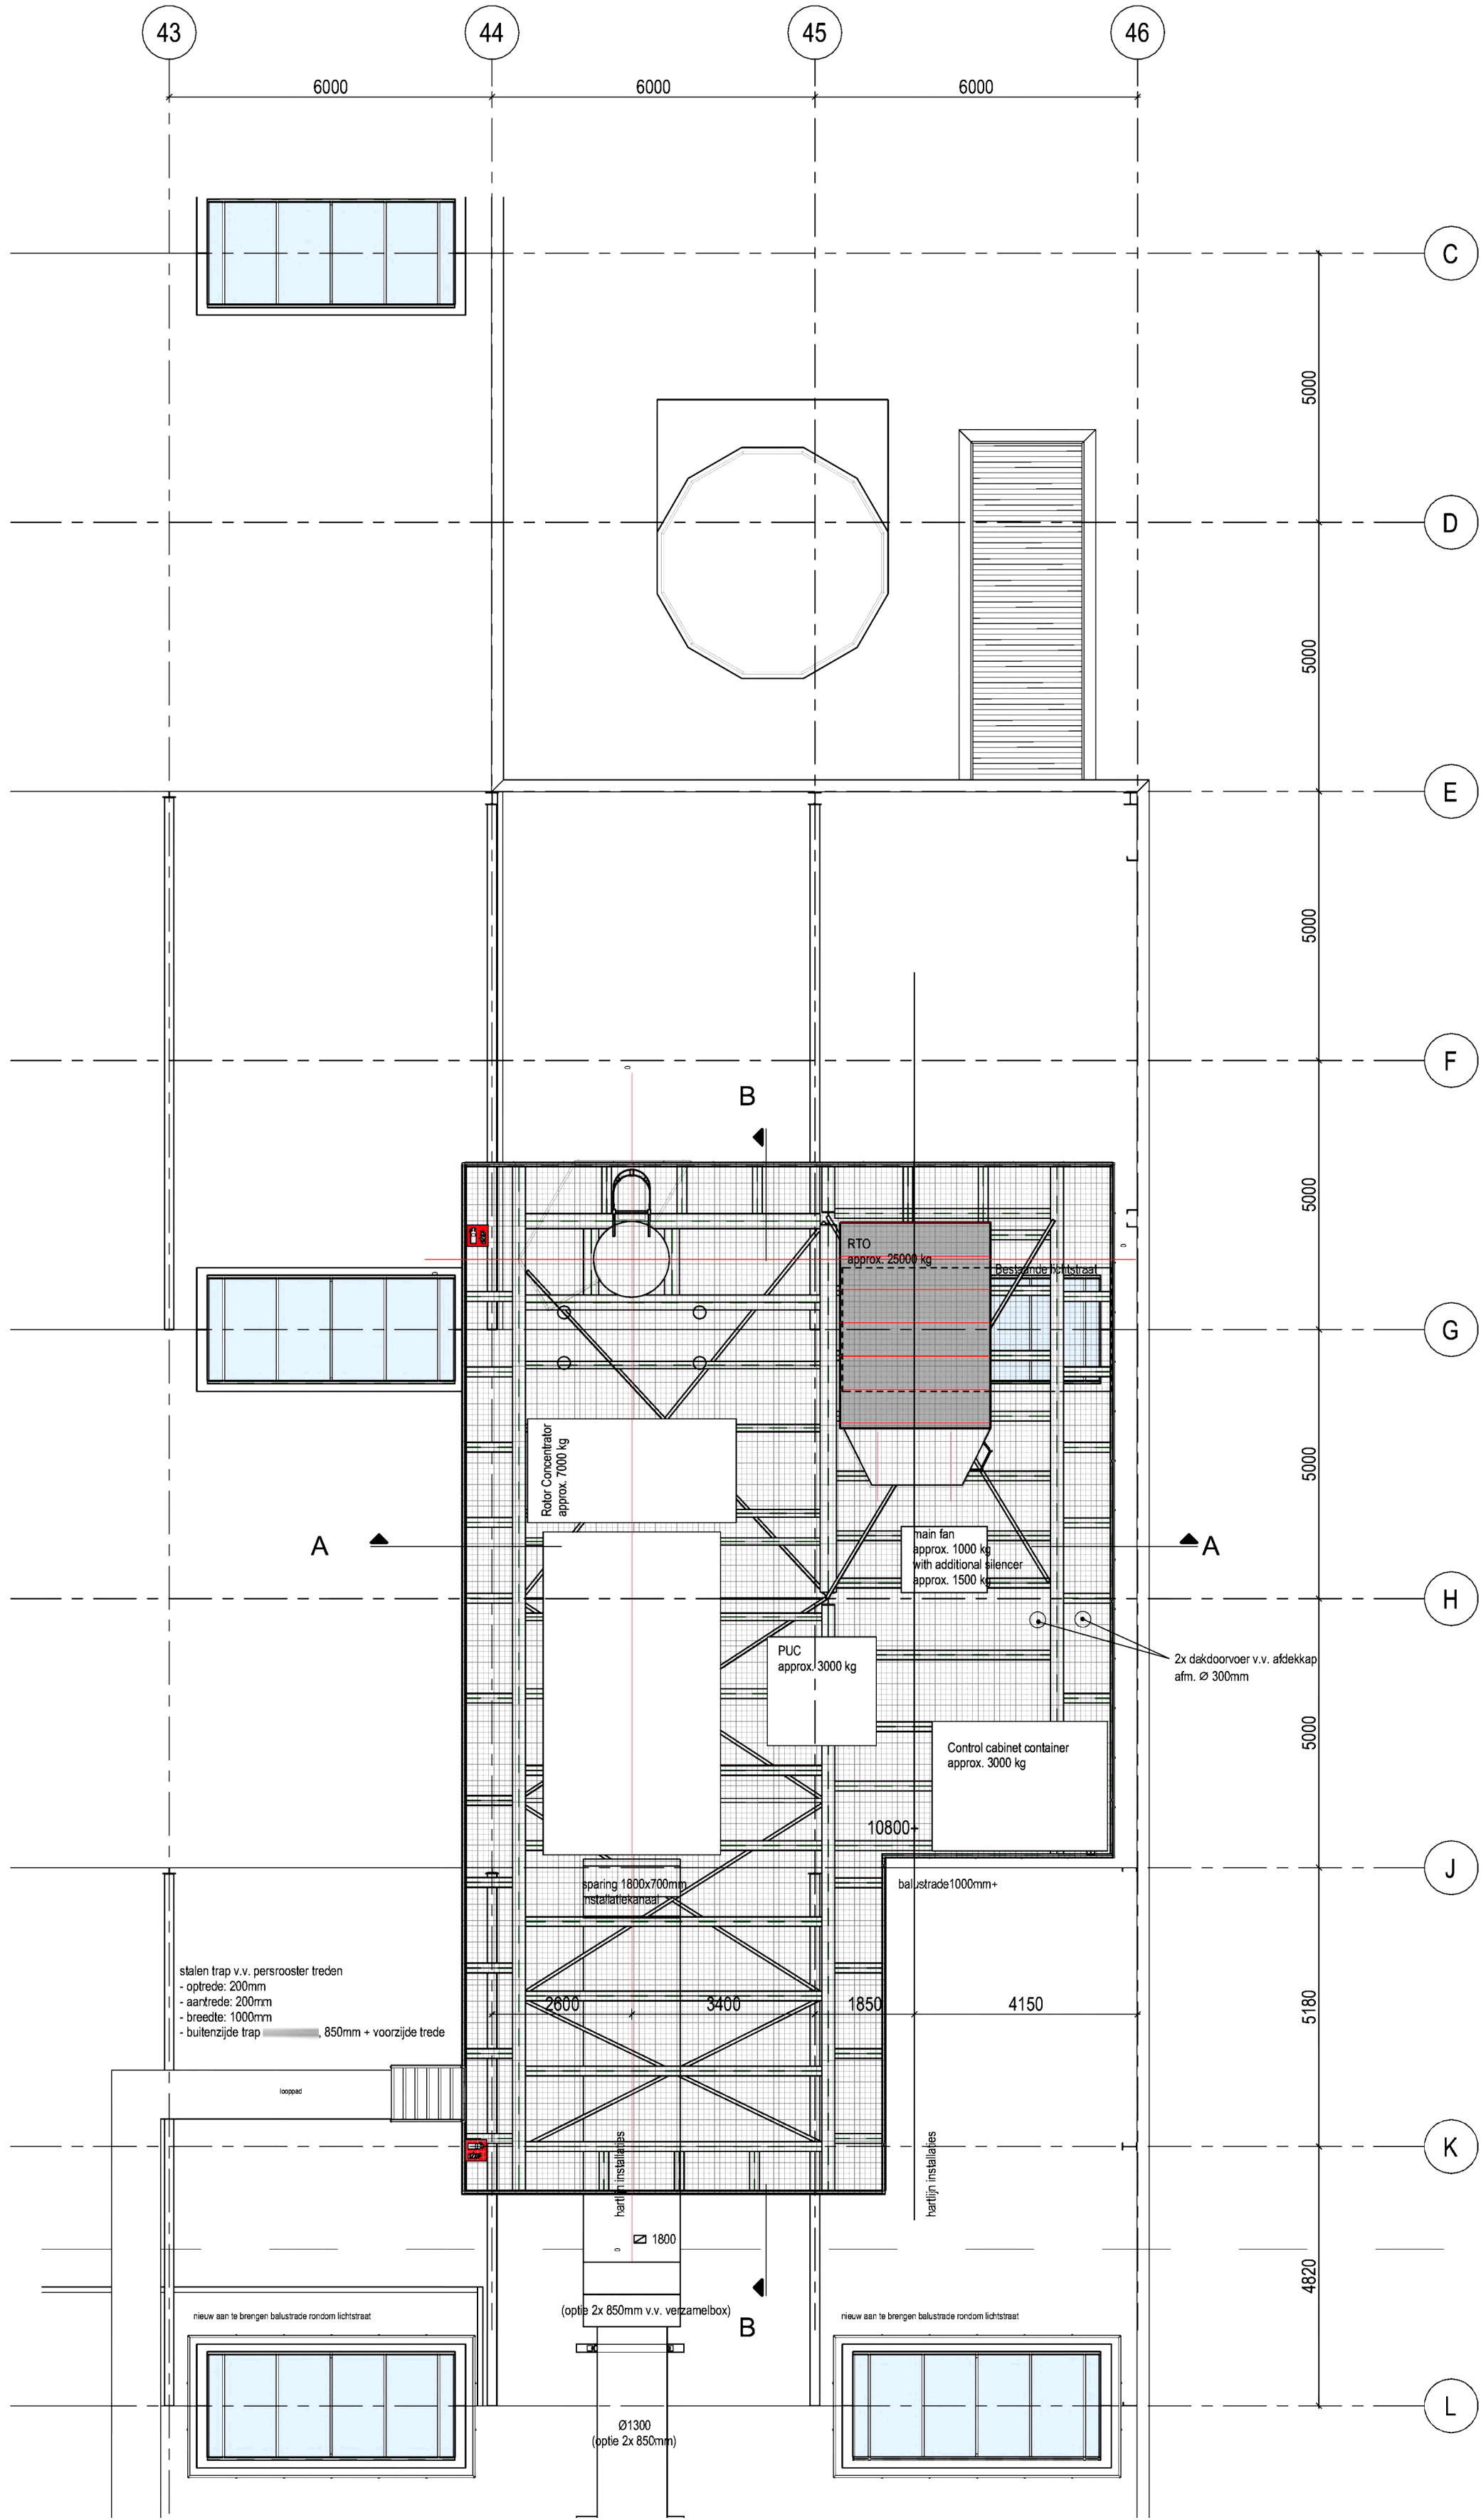 43 44 45 46
6000 6000 6000
C
5000
D
5000
E
5000
F
B
5000
RTO
approx. 25000 kg
Bestaande lichtstraat
G
Rotor Concentrator
approx. 7000 kg
5000
A
main fan
approx. 1000 kg
with additional silencer
approx. 1500 kg
A
H
PUC
approx. 3000 kg
2x dakdoorvoer v.v. afdekkap
afm. Ø 300mm
5000
Control cabinet container
approx. 3000 kg
10800+
J
sparing 1800x700mm
installatiekanaal
balustrade1000mm+
stalen trap v.v. persrooster treden
- optrede: 200mm
- aantrede: 200mm
- breedte: 1000mm
- buitenzijde trap , 850mm + voorzijde trede
2600 3400 1850 4150
5180
looppad
K
hartlijn installaties
hartlijn installaties
1800
4820
(optie 2x 850mm v.v. verzamelbox)
B
nieuw aan te brengen balustrade rondom lichtstraat
nieuw aan te brengen balustrade rondom lichtstraat
L
Ø1300
(optie 2x 850mm)